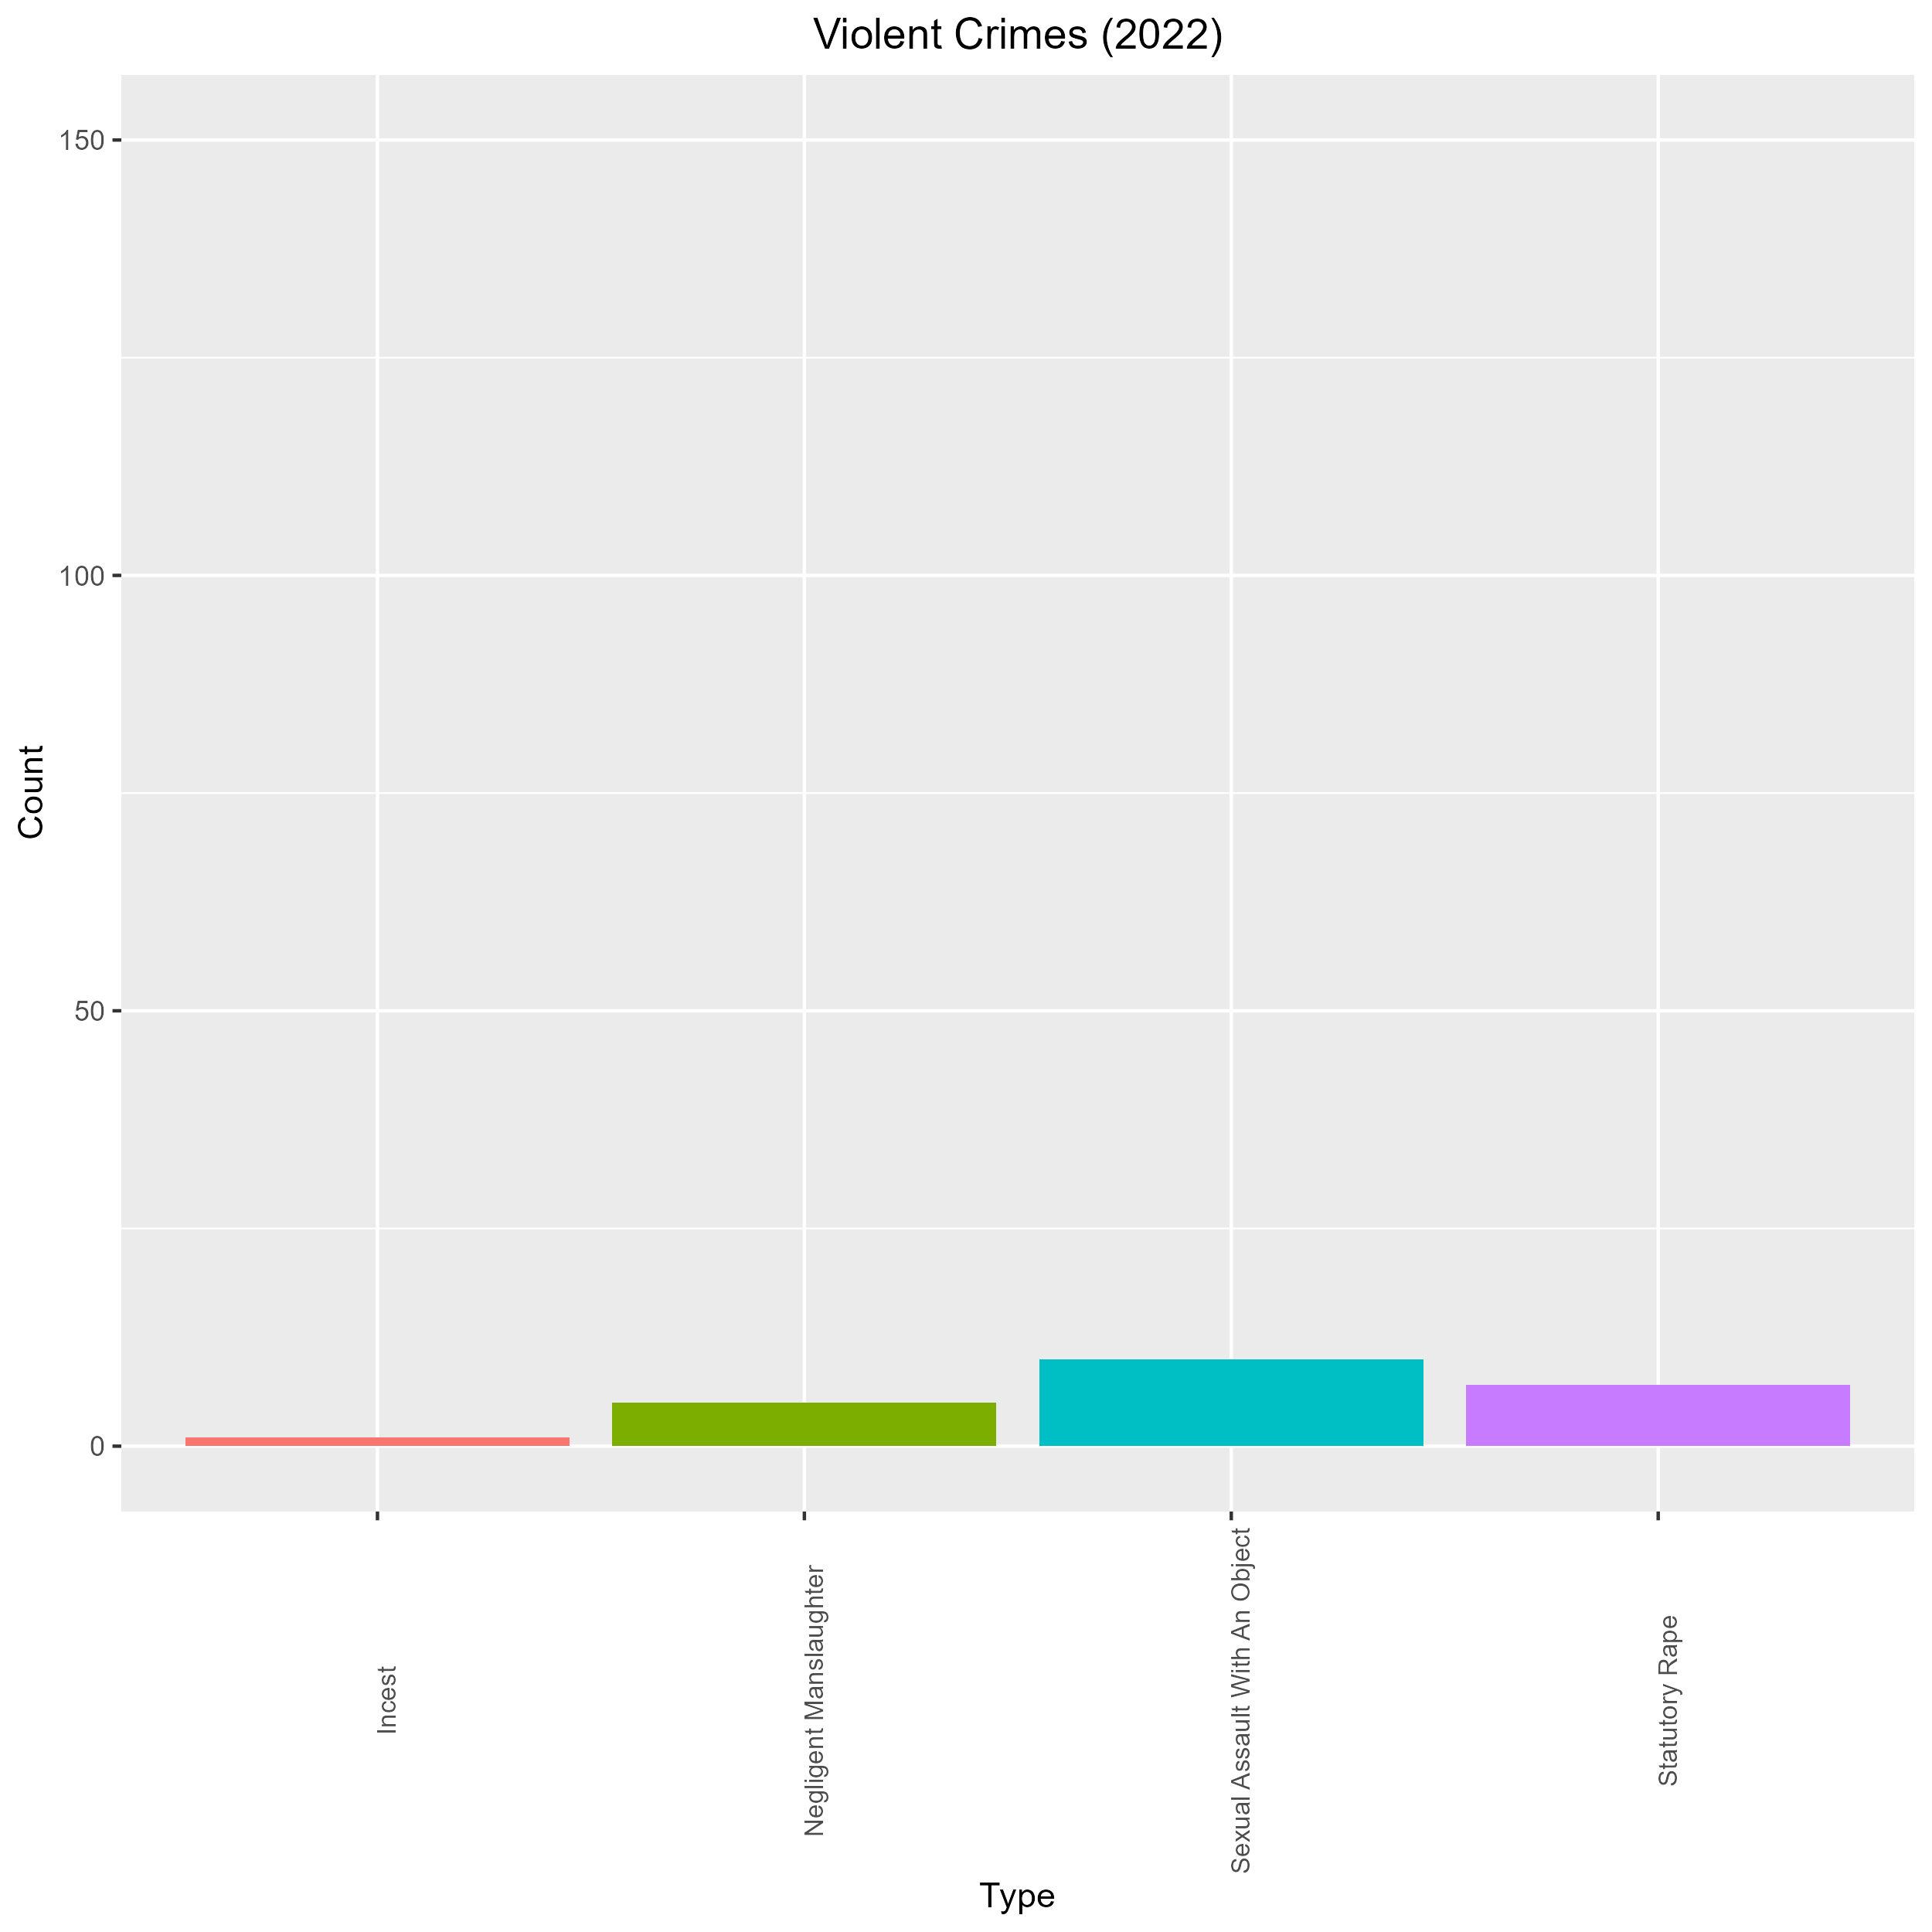 Violent Crimes (2022)
Count
150
100
50
0
Incest
Negligent Manslaughter
Sexual Assault With An Object
Statutory Rape
Type